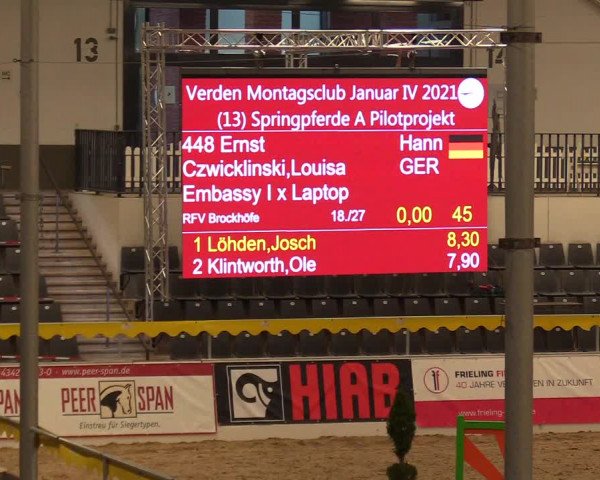 13
Verden Montagsclub Januar IV 2021
(13) Springpferde A Pilotprojekt
448 Ernst Hann
Czwicklinski,Louisa GER
Embassy I x Laptop
RFV Brockhöfe 18./27 0,00 45
1 Löhden,Josch 8,30
2 Klintworth,Ole 7,90
www.peer-span.de
PEER SPAN
Einstreu für Siegertypen.
HIAB
FRIELING FRIELING
40 JAHRE VERSPRECHEN IN ZUKUNFT
www.frieling